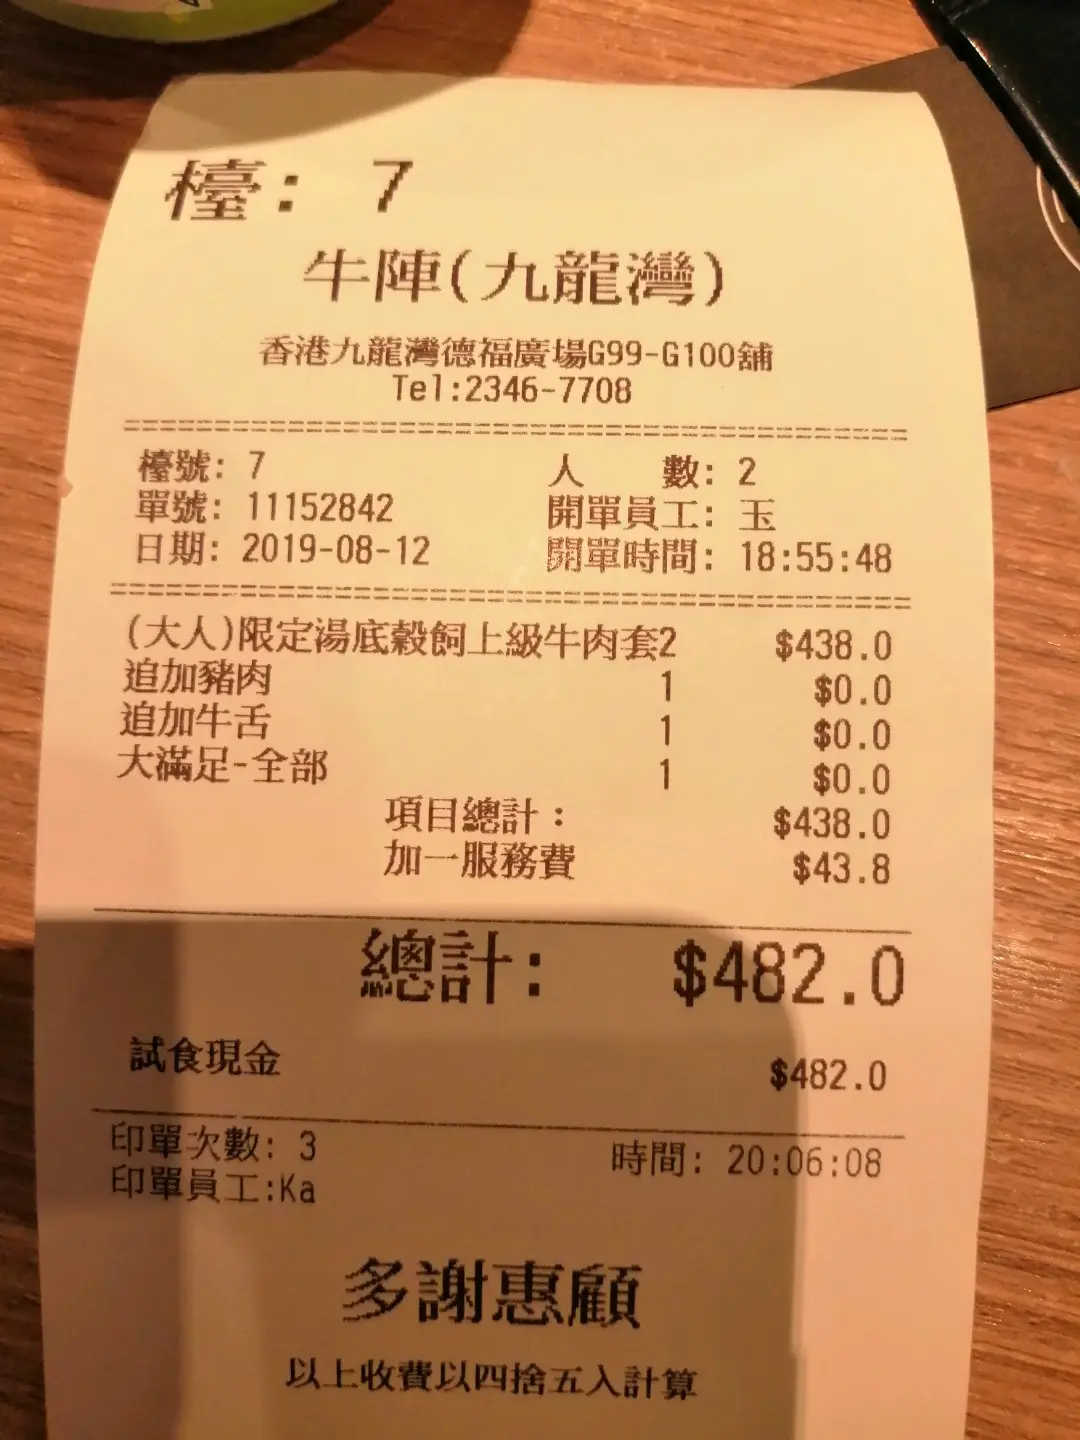 檯: 7
牛陣(九龍灣)
香港九龍灣德福廣場G99-G100舖
Tel:2346-7708
檯號: 7 人 數: 2
單號: 11152842 開單員工: 玉
日期: 2019-08-12 開單時間: 18:55:48
(大人)限定湯底穀飼上級牛肉套2 $438.0
追加豬肉 1 $0.0
追加牛舌 1 $0.0
大滿足-全部 1 $0.0
項目總計: $438.0
加一服務費 $43.8
總計: $482.0
試食現金 $482.0
印單次數: 3 時間: 20:06:08
印單員工:Ka
多謝惠顧
以上收費以四捨五入計算